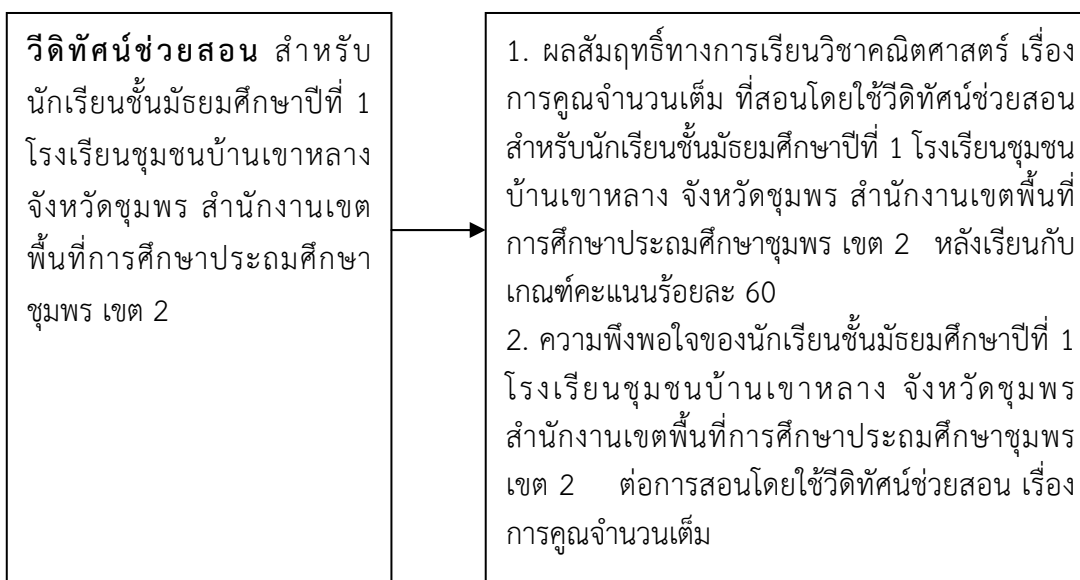 วีดิทัศน์ช่วยสอน สำหรับ
นักเรียนชั้นมัธยมศึกษาปีที่ 1
โรงเรียนชุมชนบ้านเขาหลาง
จังหวัดชุมพร สำนักงานเขต
พื้นที่การศึกษาประถมศึกษา
ชุมพร เขต 2
1. ผลสัมฤทธิ์ทางการเรียนวิชาคณิตศาสตร์ เรื่อง
การคูณจำนวนเต็ม ที่สอนโดยใช้วีดิทัศน์ช่วยสอน
สำหรับนักเรียนชั้นมัธยมศึกษาปีที่ 1 โรงเรียนชุมชน
บ้านเขาหลาง จังหวัดชุมพร สำนักงานเขตพื้นที่
การศึกษาประถมศึกษาชุมพร เขต 2 หลังเรียนกับ
เกณฑ์คะแนนร้อยละ 60
2. ความพึงพอใจของนักเรียนชั้นมัธยมศึกษาปีที่ 1
โรงเรียนชุมชนบ้านเขาหลาง จังหวัดชุมพร
สำนักงานเขตพื้นที่การศึกษาประถมศึกษาชุมพร
เขต 2 ต่อการสอนโดยใช้วีดิทัศน์ช่วยสอน เรื่อง
การคูณจำนวนเต็ม